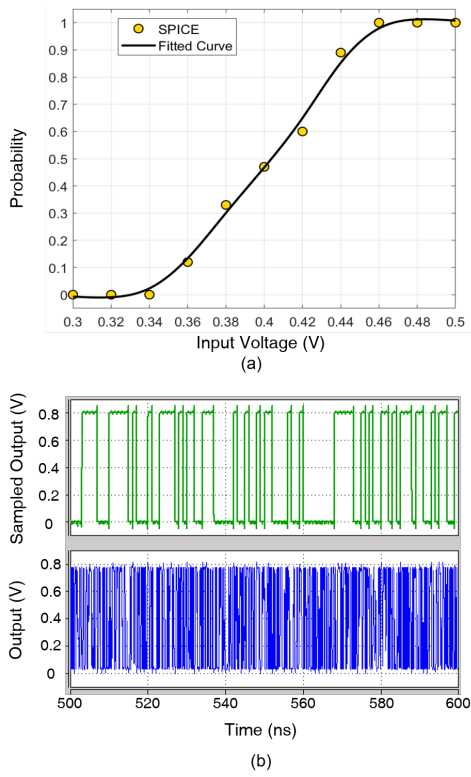 SPICE
Fitted Curve
Probability
1
0.9
0.8
0.7
0.6
0.5
0.4
0.3
0.2
0.1
0
0.3 0.32 0.34 0.36 0.38 0.4 0.42 0.44 0.46 0.48 0.5
Input Voltage (V)
(a)
Sampled Output (V)
0.8
0.6
0.4
0.2
0
Output (V)
0.8
0.6
0.4
0.2
0
500 520 540 560 580 600
Time (ns)
(b)